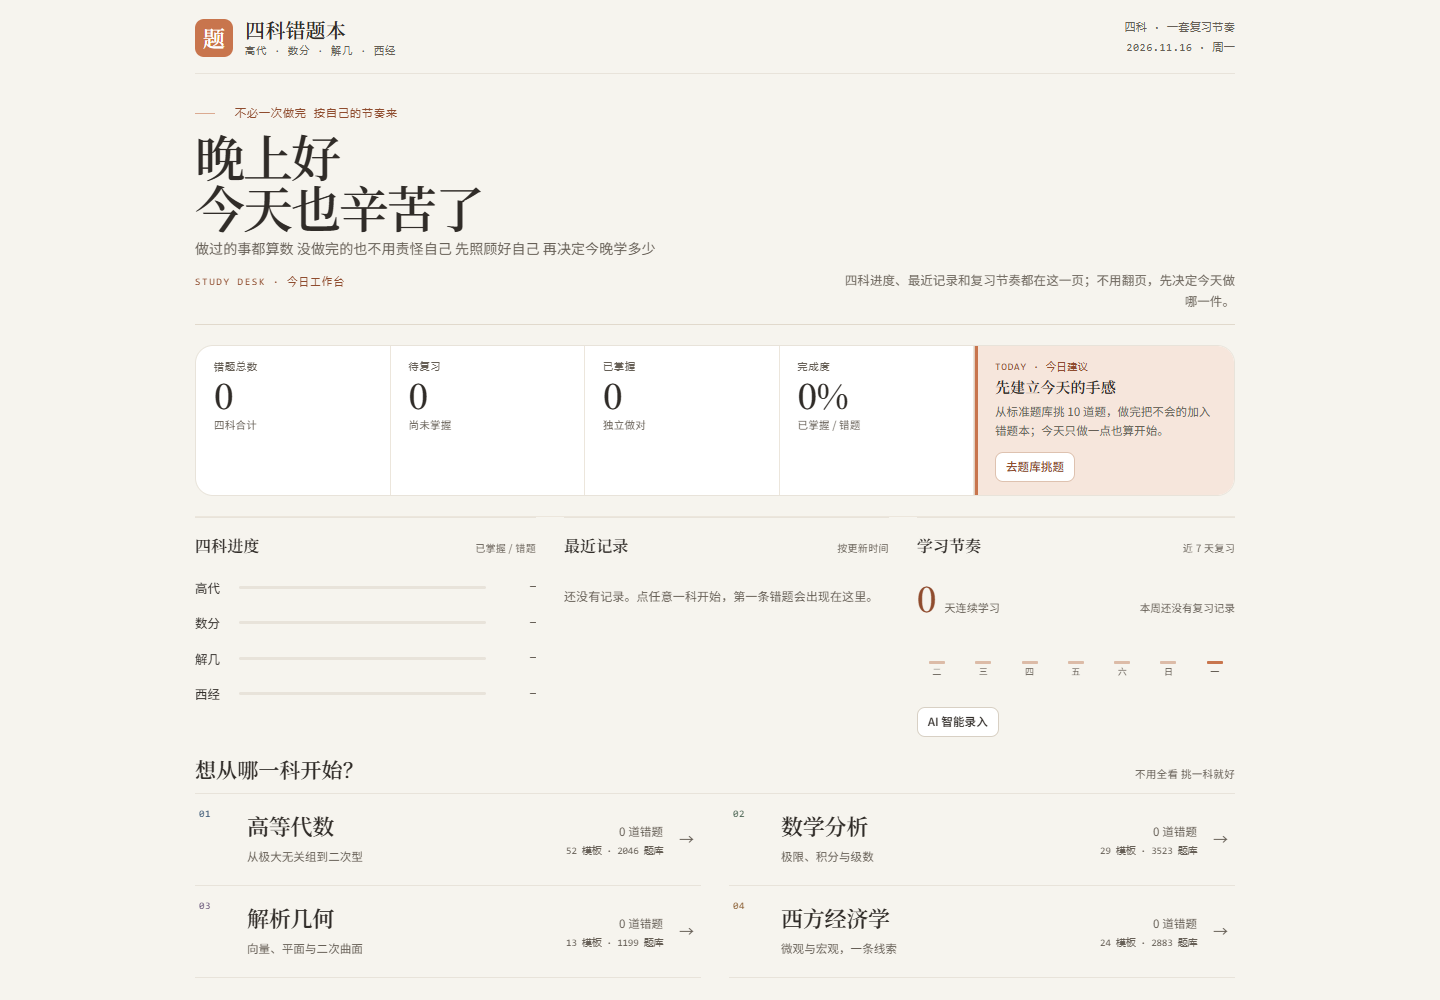 题
四科错题本
高代 · 数分 · 解几 · 西经
四科 · 一套复习节奏
2026.11.16 · 周一
不必一次做完 按自己的节奏来
晚上好
今天也辛苦了
做过的事都算数 没做完的也不用责怪自己 先照顾好自己 再决定今晚学多少
STUDY DESK · 今日工作台
四科进度、最近记录和复习节奏都在这一页；不用翻页，先决定今天做
哪一件。
错题总数
0
四科合计
待复习
0
尚未掌握
已掌握
0
独立做对
完成度
0%
已掌握 / 错题
TODAY · 今日建议
先建立今天的手感
从标准题库挑 10 道题，做完把不会的加入
错题本；今天只做一点也算开始。
去题库挑题
四科进度
已掌握 / 错题
高代 –
数分 –
解几 –
西经 –
最近记录
按更新时间
还没有记录。点任意一科开始，第一条错题会出现在这里。
学习节奏
近 7 天复习
0 天连续学习
本周还没有复习记录
二 三 四 五 六 日 一
AI 智能录入
想从哪一科开始？
不用全看 挑一科就好
01
高等代数
从极大无关组到二次型
0 道错题
52 模板 · 2046 题库
→
02
数学分析
极限、积分与级数
0 道错题
29 模板 · 3523 题库
→
03
解析几何
向量、平面与二次曲面
0 道错题
13 模板 · 1199 题库
→
04
西方经济学
微观与宏观，一条线索
0 道错题
24 模板 · 2883 题库
→